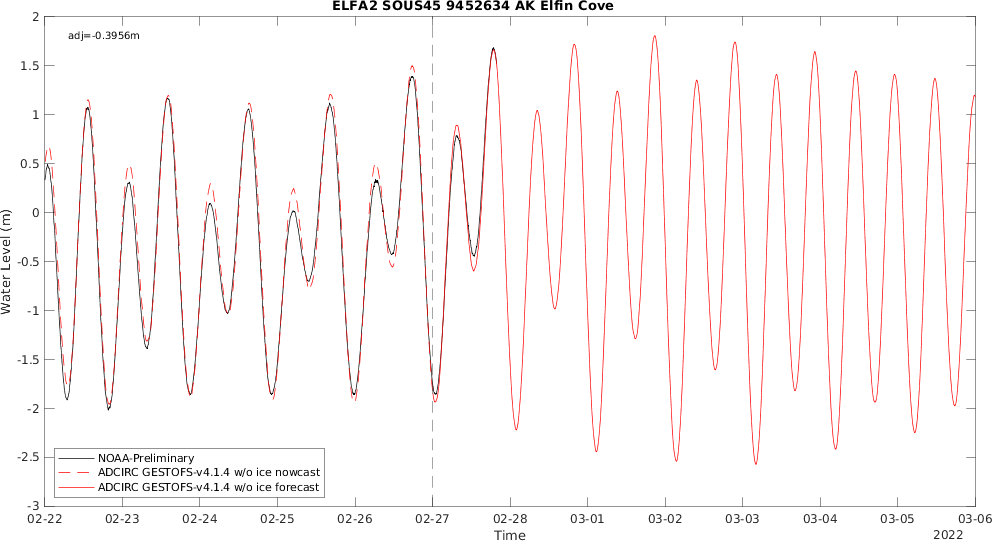 ELFA2 SOUS45 9452634 AK Elfin Cove
adj=-0.3956m
2
1.5
1
0.5
0
-0.5
-1
-1.5
-2
-2.5
-3
Water Level (m)
NOAA-Preliminary
ADCIRC GESTOFS-v4.1.4 w/o ice nowcast
ADCIRC GESTOFS-v4.1.4 w/o ice forecast
02-22 02-23 02-24 02-25 02-26 02-27 02-28 03-01 03-02 03-03 03-04 03-05 03-06
Time
2022